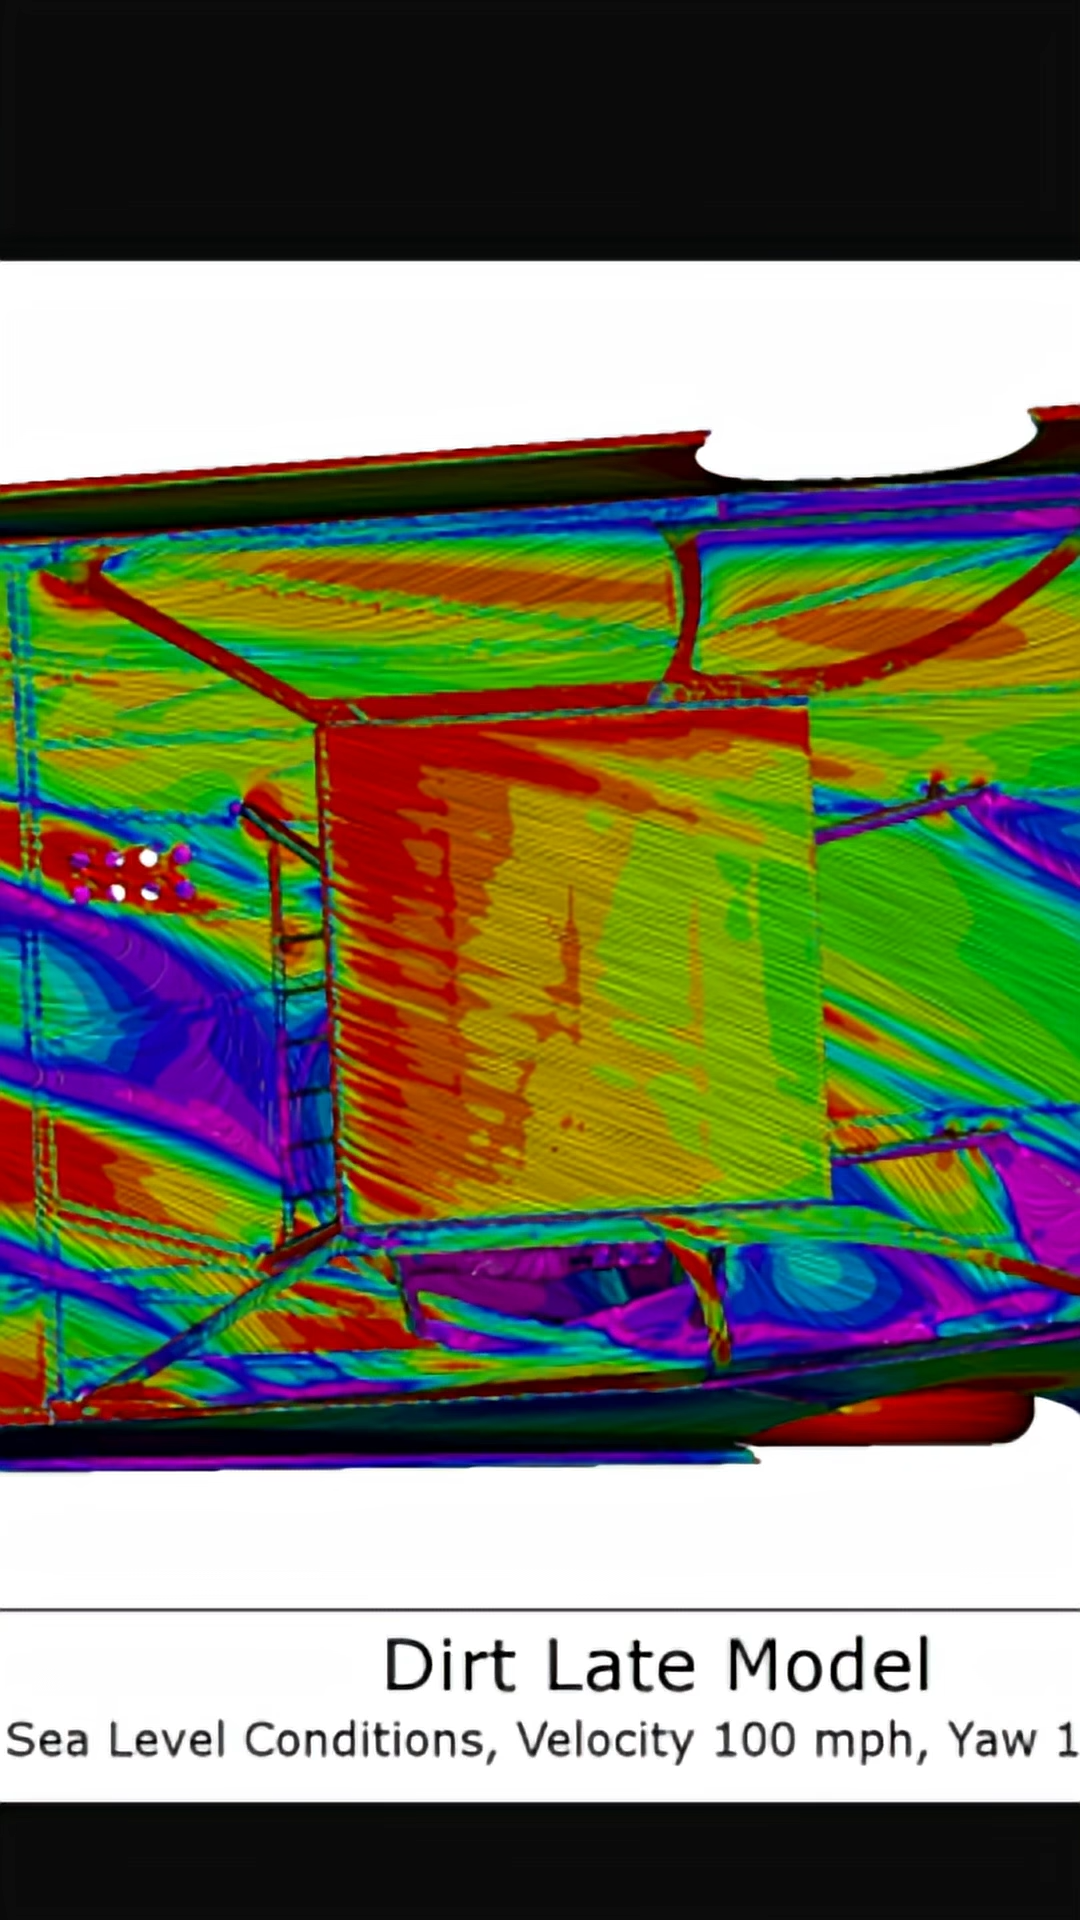 Dirt Late Model
Sea Level Conditions, Velocity 100 mph, Yaw 1